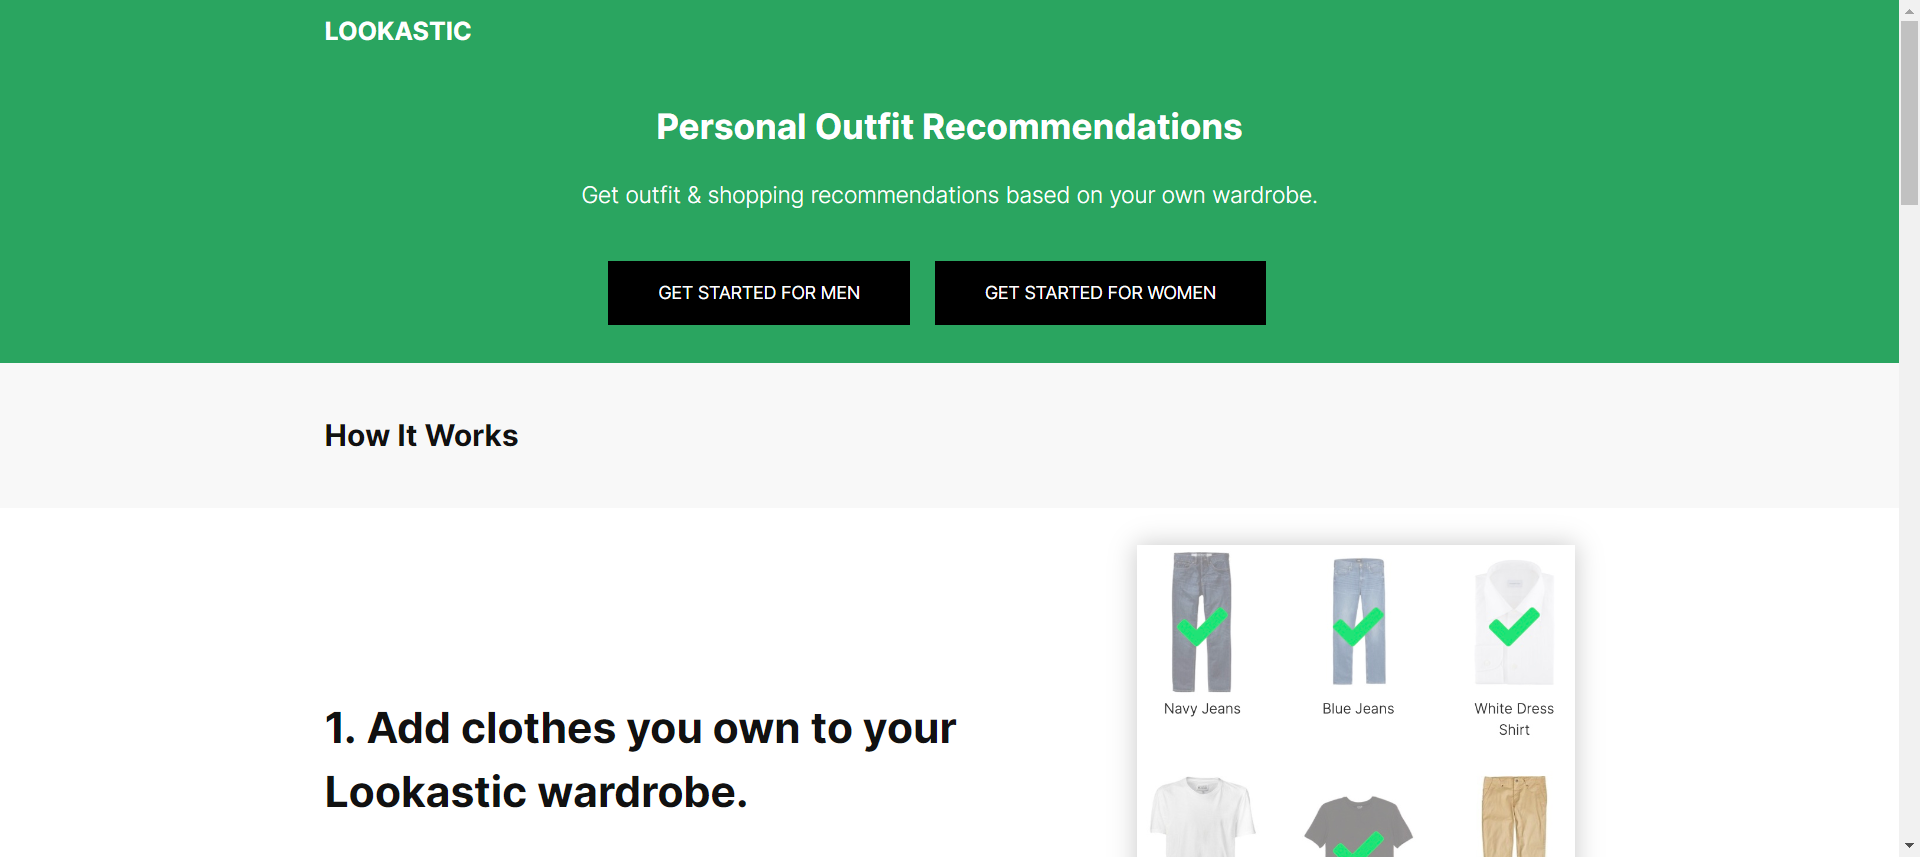 LOOKASTIC
Personal Outfit Recommendations
Get outfit & shopping recommendations based on your own wardrobe.
GET STARTED FOR MEN
GET STARTED FOR WOMEN
How It Works
1. Add clothes you own to your
Lookastic wardrobe.
Navy Jeans
Blue Jeans
White Dress
Shirt